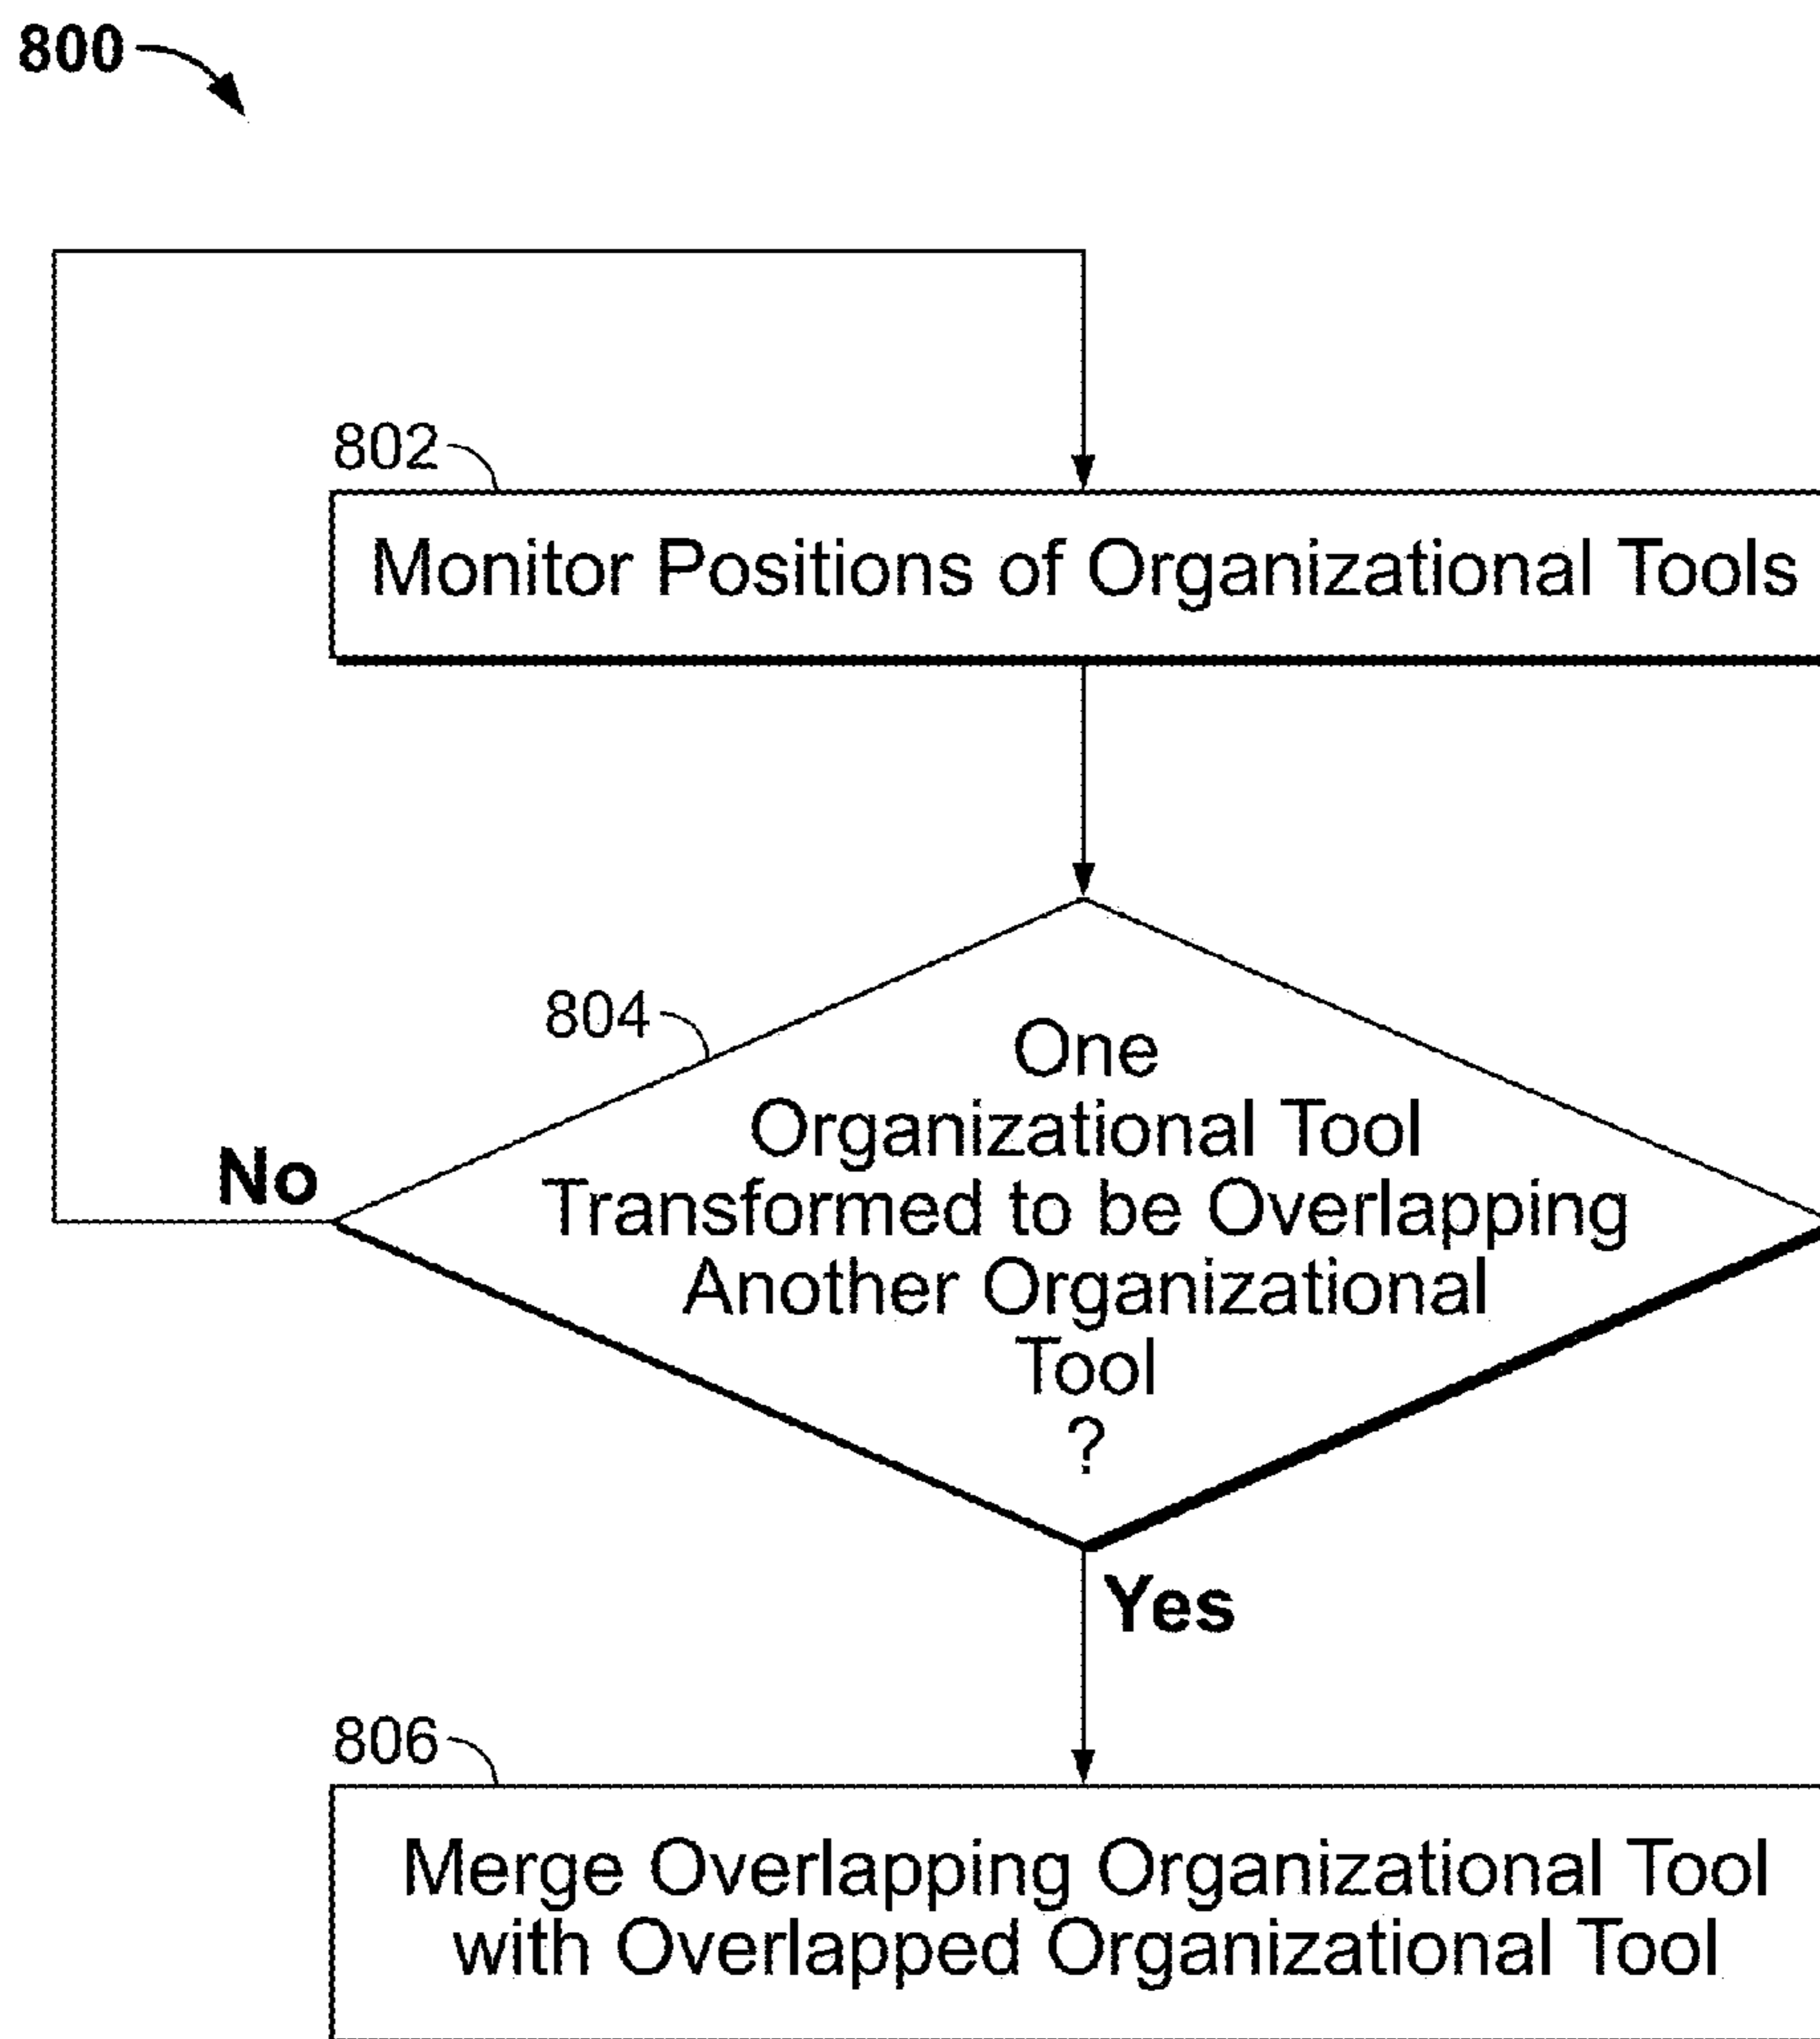 800
802
Monitor Positions of Organizational Tools
804
One
Organizational Tool
Transformed to be Overlapping
Another Organizational
Tool
?
No
Yes
806
Merge Overlapping Organizational Tool
with Overlapped Organizational Tool